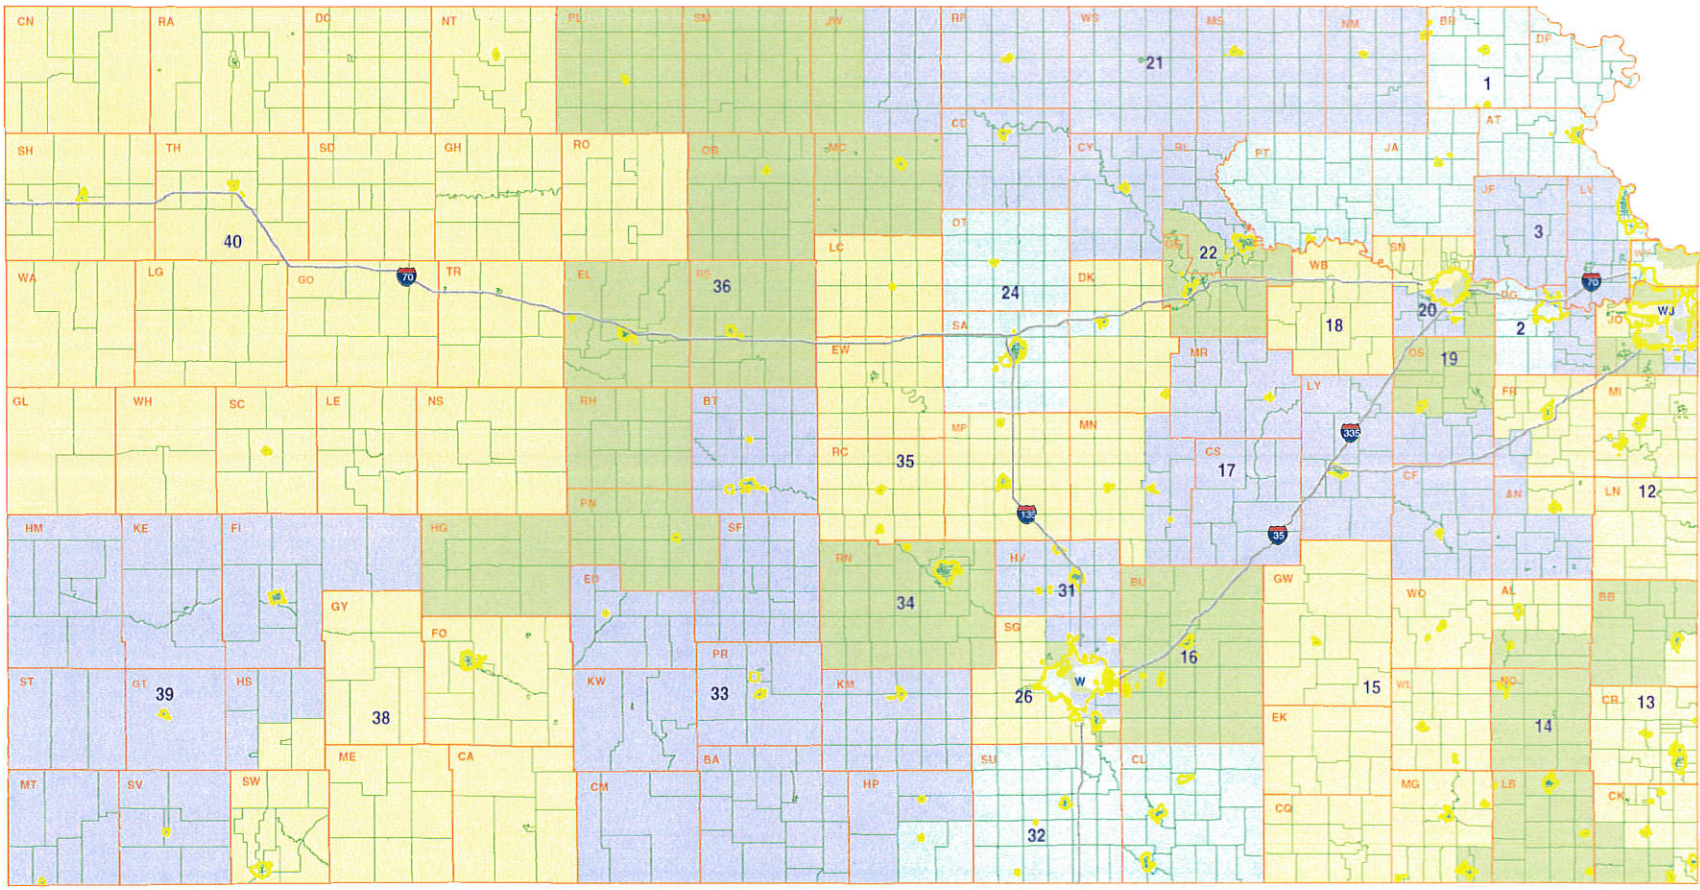 CN RA DC NT PL SM JW RP WS MS NM BR DP
21
1
CD AT
SH TH SD GH RO OB MC CY RL PT JA
JF LV
OT 3
40 LC GE 22 SN
WB
WA LG GO 70 TR EL RS 36 DK 70
24 DG
20 WJ
SA 18 2 JO
EW MR OS 19
GL WH SC LE NS RH BT LY FR MI
MP MN 335
RC 35 CS 17 CF
PN AN LN 12
135
HM KE FI HG SF 35
RN HV
ED BU GW
GY 34 31 WO AL BB
FO SG
PR 16
ST GT 39 HS KW 33 KM 26 W 15 WL NO CR 13
38 EK 14
ME CA BA SU CL
MT SV SW CM HP MG LB
CQ CK
32